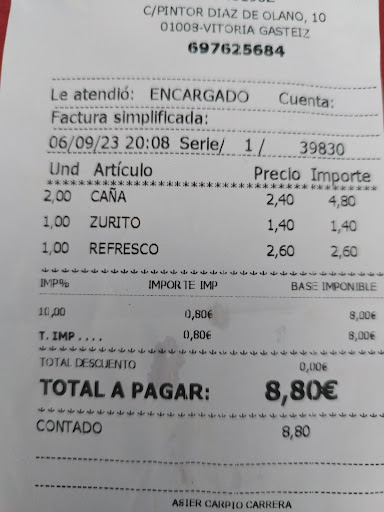 C/PINTOR DIAZ DE OLANO, 10
01008-VITORIA GASTEIZ
697625684
Le atendió: ENCARGADO Cuenta:
Factura simplificada:
06/09/23 20:08 Serie/ 1 / 39830
Und Artículo Precio Importe
2,00 CAÑA 2,40 4,80
1,00 ZURITO 1,40 1,40
1,00 REFRESCO 2,60 2,60
IMP% IMPORTE IMP BASE IMPONIBLE
10,00 0,80€ 8,00€
T. IMP .... 0,80€ 8,00€
TOTAL DESCUENTO 0,00€
TOTAL A PAGAR: 8,80€
CONTADO 8,80
ASIER CARPIO CARRERA